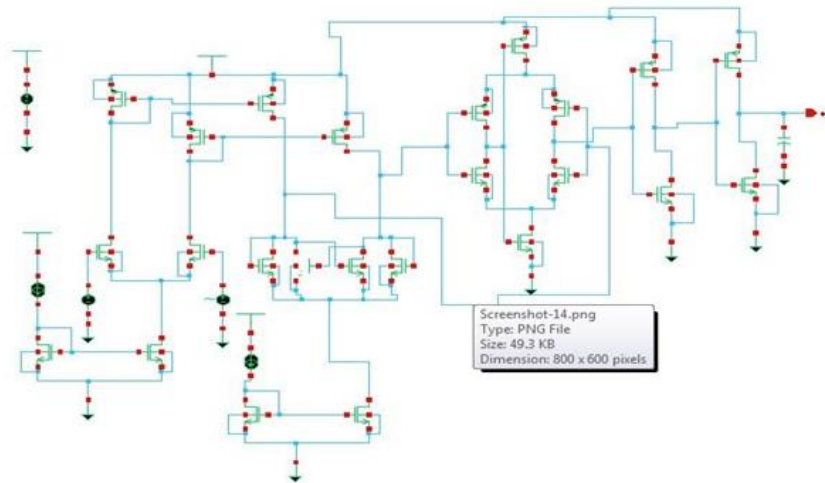 Screenshot-14.png
Type: PNG File
Size: 49.3 KB
Dimension: 800 x 600 pixels